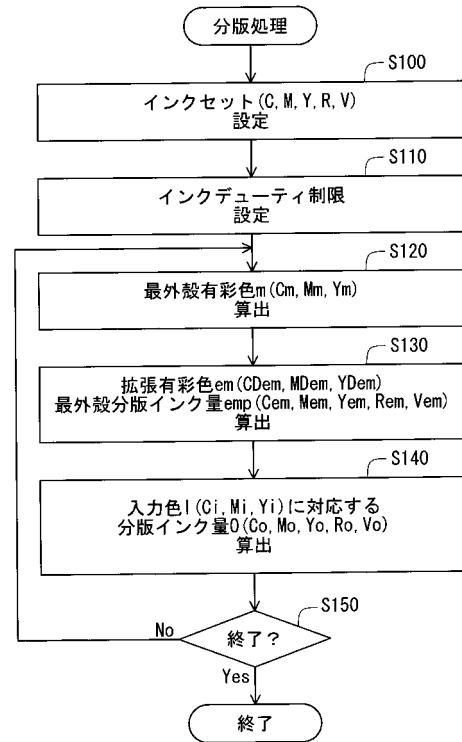 分版処理
S100
インクセット(C,M,Y,R,V)
設定
S110
インクデューティ制限
設定
S120
最外殻有彩色m(Cm,Mm,Ym)
算出
S130
拡張有彩色em(CDem,MDem,YDem)
最外殻分版インク量emp(Cem,Mem,Yem,Rem,Vem)
算出
S140
入力色I(Ci,Mi,Yi)に対応する
分版インク量O(Co,Mo,Yo,Ro,Vo)
算出
S150
No
終了?
Yes
終了